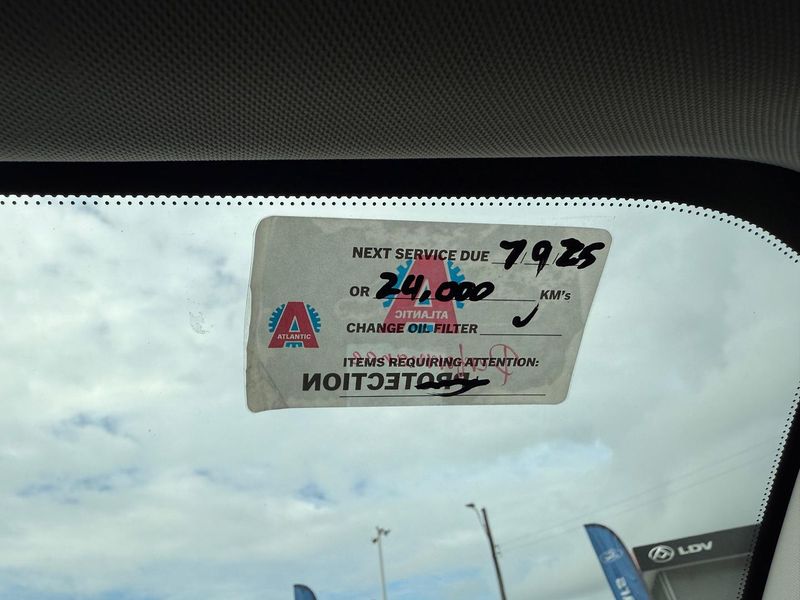 NEXT SERVICE DUE 7/9/25
OR 24,000 KM's
ATLANTIC
CHANGE OIL FILTER ✓
ATLANTIC
Performance
ITEMS REQUIRING ATTENTION:
PROTECTION
LDV